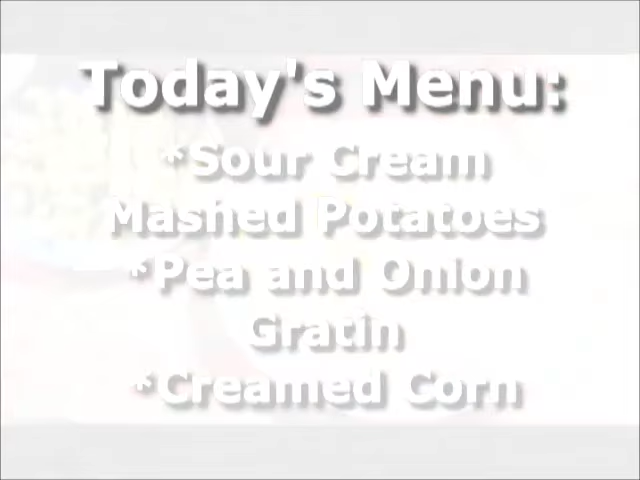 Today's Menu:
*Sour Cream
Mashed Potatoes
*Pea and Onion
Gratin
*Creamed Corn